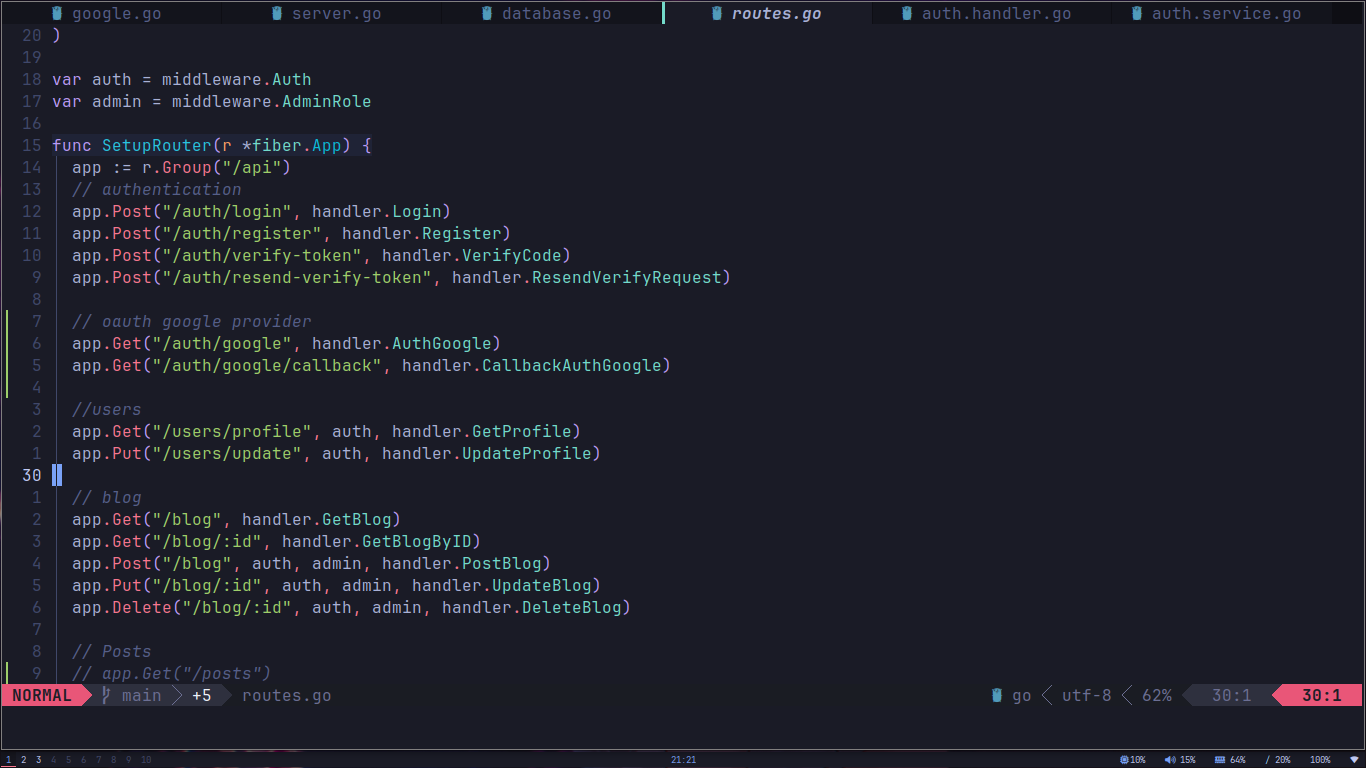 google.go server.go database.go routes.go auth.handler.go auth.service.go
20 )
19
18 var auth = middleware.Auth
17 var admin = middleware.AdminRole
16
15 func SetupRouter(r *fiber.App) {
14 app := r.Group("/api")
13 // authentication
12 app.Post("/auth/login", handler.Login)
11 app.Post("/auth/register", handler.Register)
10 app.Post("/auth/verify-token", handler.VerifyCode)
9 app.Post("/auth/resend-verify-token", handler.ResendVerifyRequest)
8
7 // oauth google provider
6 app.Get("/auth/google", handler.AuthGoogle)
5 app.Get("/auth/google/callback", handler.CallbackAuthGoogle)
4
3 //users
2 app.Get("/users/profile", auth, handler.GetProfile)
1 app.Put("/users/update", auth, handler.UpdateProfile)
30
1 // blog
2 app.Get("/blog", handler.GetBlog)
3 app.Get("/blog/:id", handler.GetBlogByID)
4 app.Post("/blog", auth, admin, handler.PostBlog)
5 app.Put("/blog/:id", auth, admin, handler.UpdateBlog)
6 app.Delete("/blog/:id", auth, admin, handler.DeleteBlog)
7
8 // Posts
9 // app.Get("/posts")
NORMAL main +5 routes.go go utf-8 62% 30:1 30:1
1 2 3 4 5 6 7 8 9 10 21:21 10% 15% 64% / 20% 100%